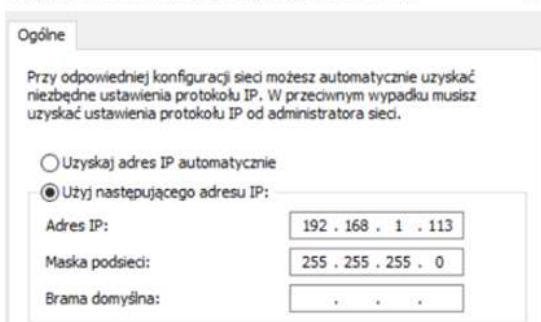 Ogólne
Przy odpowiedniej konfiguracji sieci możesz automatycznie uzyskać
niezbędne ustawienia protokołu IP. W przeciwnym wypadku musisz
uzyskać ustawienia protokołu IP od administratora sieci.
Uzyskaj adres IP automatycznie
Użyj następującego adresu IP:
Adres IP: 192 . 168 . 1 . 113
Maska podsieci: 255 . 255 . 255 . 0
Brama domyślna: . . .